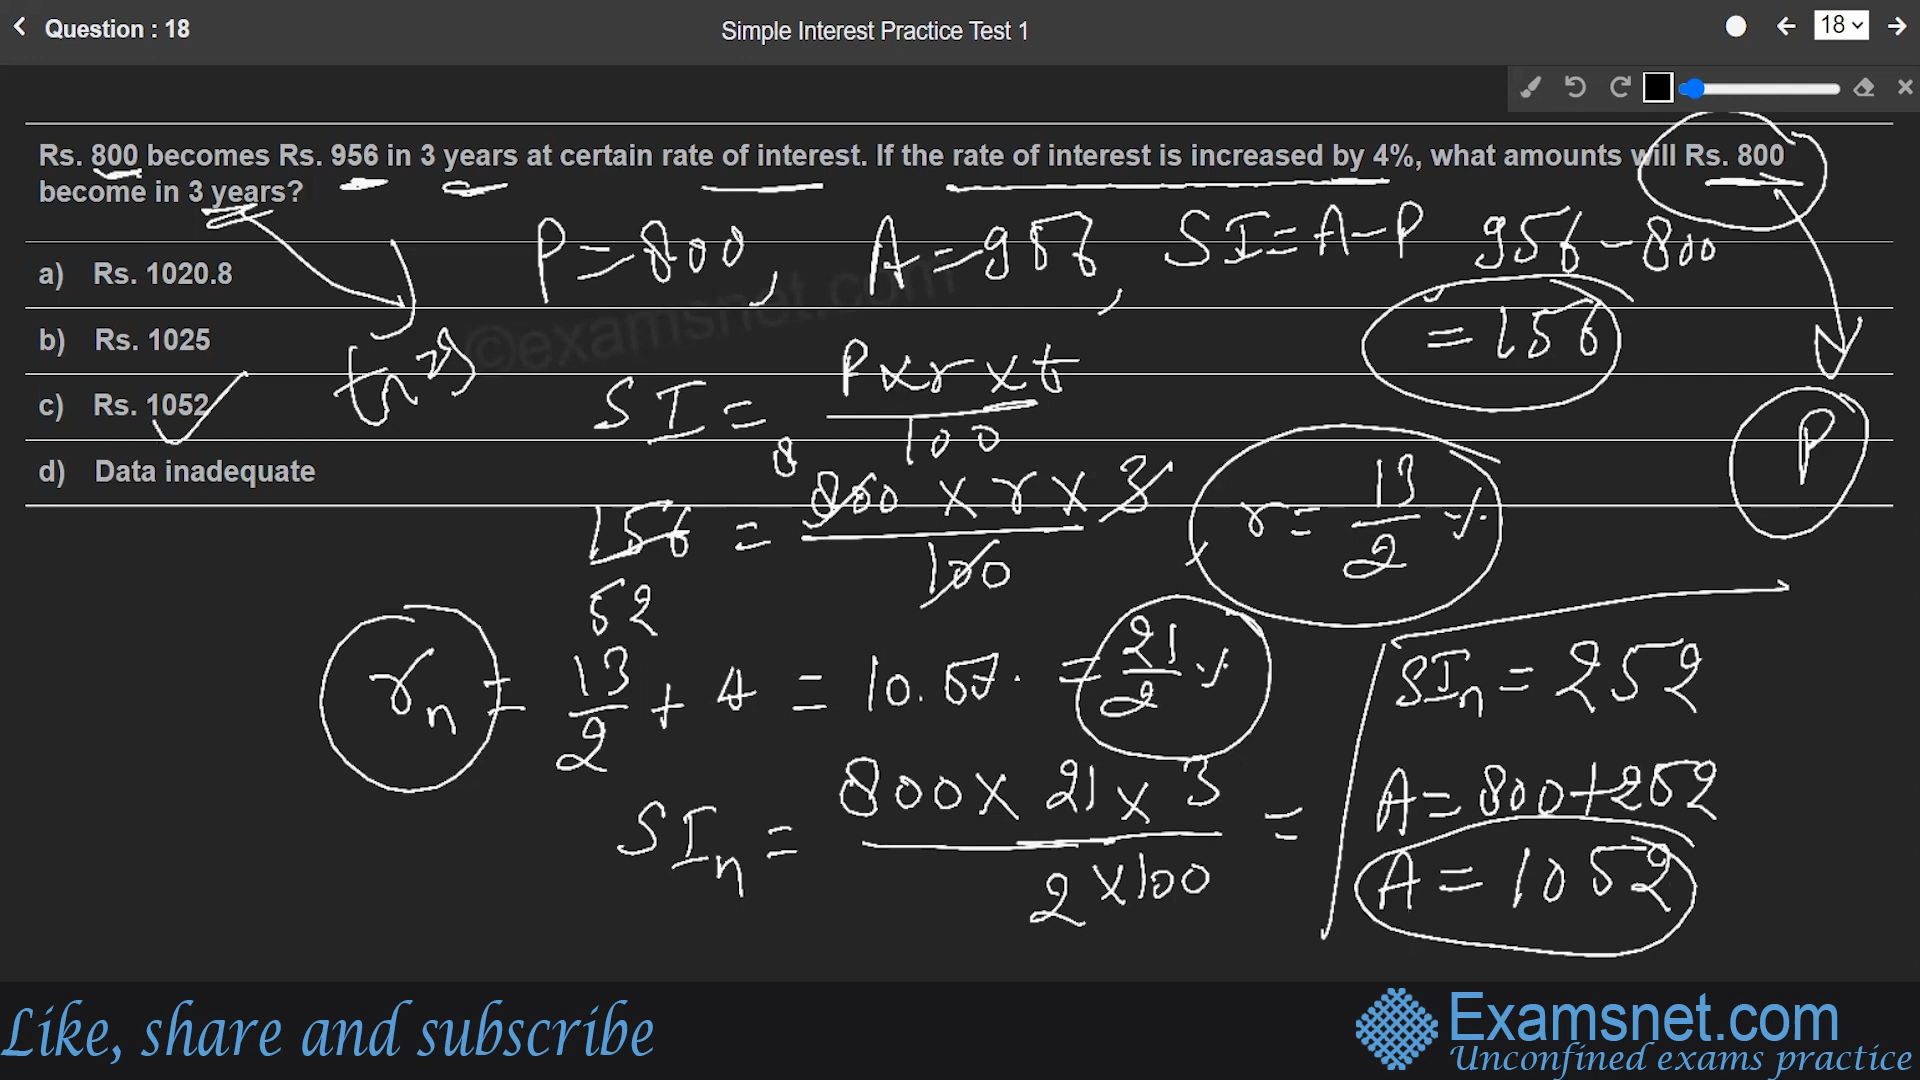 Question : 18
Simple Interest Practice Test 1
18
Rs. 800 becomes Rs. 956 in 3 years at certain rate of interest. If the rate of interest is increased by 4%, what amounts will Rs. 800
become in 3 years?
P = 800, A = 956, SI = A - P 956 - 800
= 156
a) Rs. 1020.8
b) Rs. 1025
c) Rs. 1052
d) Data inadequate
©examsnet.com
SI = P x r x t
100
P
8
156 = 800 x r x 3
100
52
r = 13/2 %
rn = 13/2 + 4 = 10.5%. = 21/2 %
SIn = 800 x 21 x 3 =
2 x 100
SIn = 252
A = 800 + 252
A = 1052
Like, share and subscribe
Examsnet.com
Unconfined exams practice